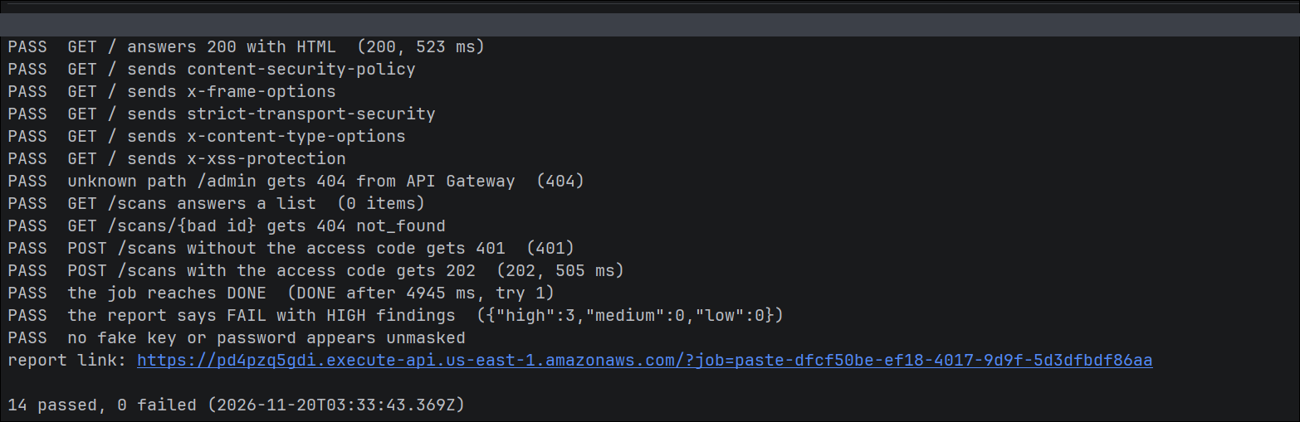 PASS  GET / answers 200 with HTML  (200, 523 ms)
PASS  GET / sends content-security-policy
PASS  GET / sends x-frame-options
PASS  GET / sends strict-transport-security
PASS  GET / sends x-content-type-options
PASS  GET / sends x-xss-protection
PASS  unknown path /admin gets 404 from API Gateway  (404)
PASS  GET /scans answers a list  (0 items)
PASS  GET /scans/{bad id} gets 404 not_found
PASS  POST /scans without the access code gets 401  (401)
PASS  POST /scans with the access code gets 202  (202, 505 ms)
PASS  the job reaches DONE  (DONE after 4945 ms, try 1)
PASS  the report says FAIL with HIGH findings  ({"high":3,"medium":0,"low":0})
PASS  no fake key or password appears unmasked
report link: https://pd4pzq5gdi.execute-api.us-east-1.amazonaws.com/?job=paste-dfcf50be-ef18-4017-9d9f-5d3dfbdf86aa
14 passed, 0 failed (2026-11-20T03:33:43.369Z)